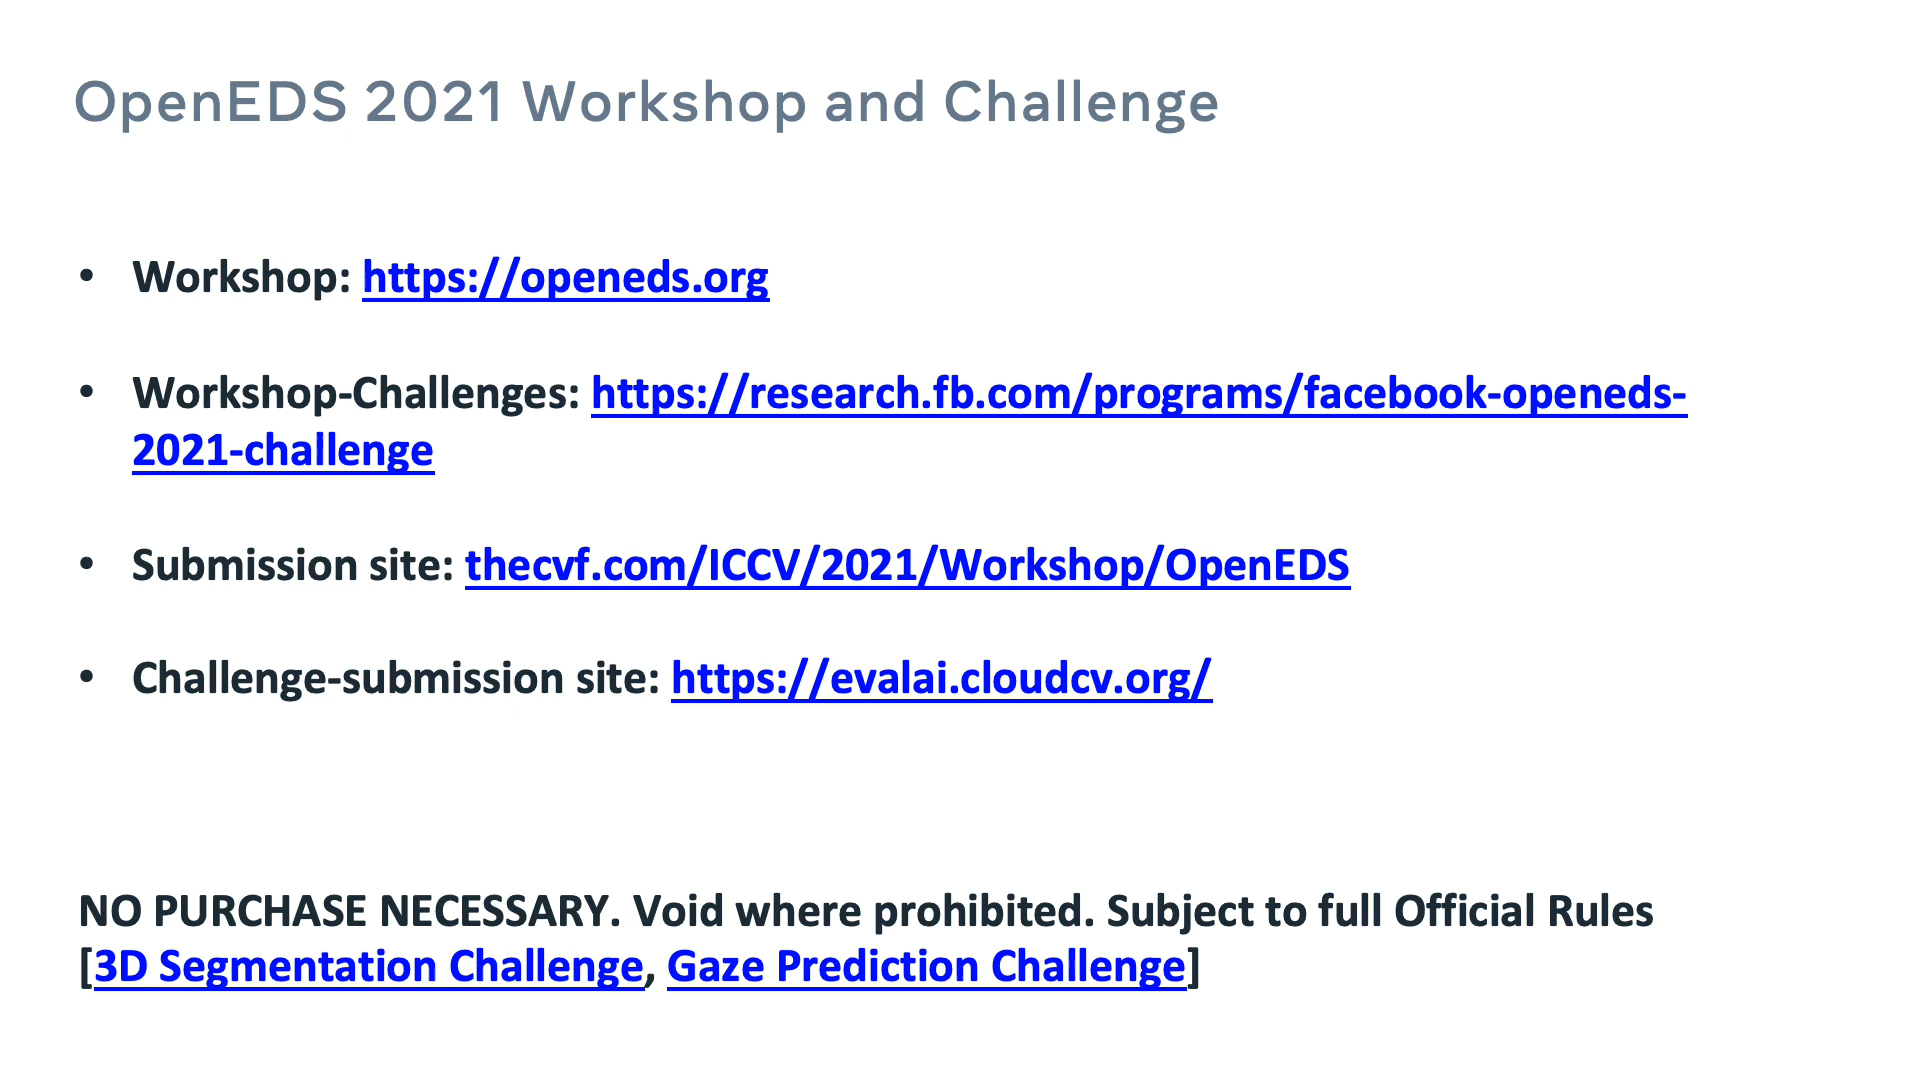 OpenEDS 2021 Workshop and Challenge
• Workshop: https://openeds.org
• Workshop-Challenges: https://research.fb.com/programs/facebook-openeds-
2021-challenge
• Submission site: thecvf.com/ICCV/2021/Workshop/OpenEDS
• Challenge-submission site: https://evalai.cloudcv.org/
NO PURCHASE NECESSARY. Void where prohibited. Subject to full Official Rules
[3D Segmentation Challenge, Gaze Prediction Challenge]